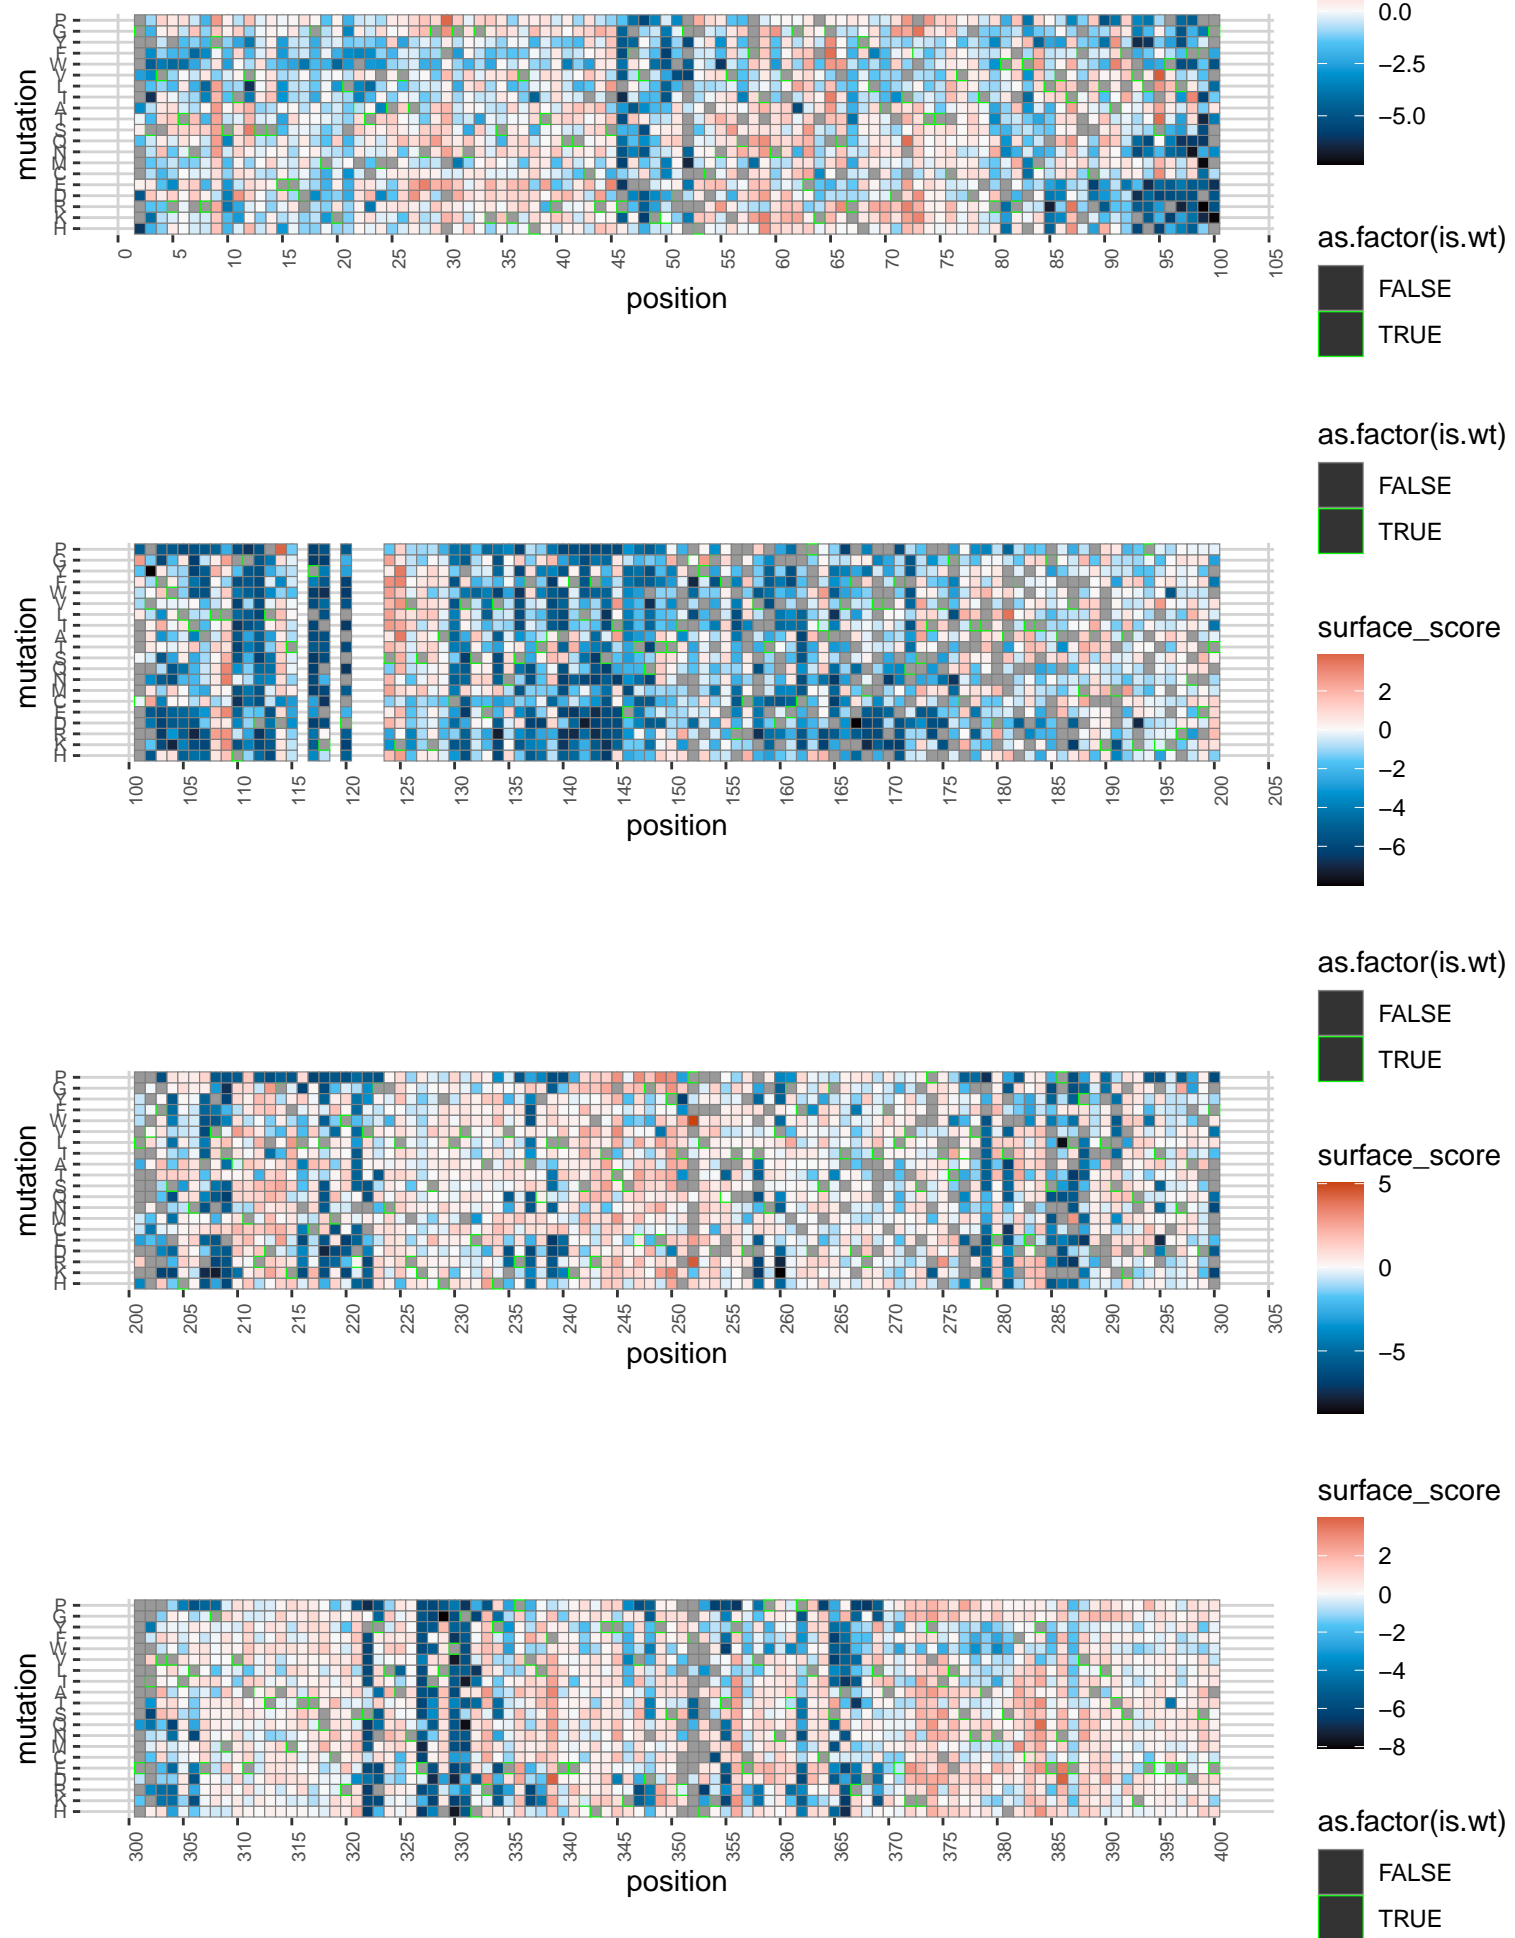 0.0
−2.5
−5.0
P
G
Y
F
W
V
L
I
A
T
S
Q
N
M
C
E
D
R
K
H
mutation
0 5 10 15 20 25 30 35 40 45 50 55 60 65 70 75 80 85 90 95 100 105
position
as.factor(is.wt)
FALSE
TRUE
as.factor(is.wt)
FALSE
TRUE
P
G
Y
F
W
V
L
I
A
T
S
Q
N
M
C
E
D
R
K
H
mutation
100 105 110 115 120 125 130 135 140 145 150 155 160 165 170 175 180 185 190 195 200 205
position
surface_score
2
0
−2
−4
−6
as.factor(is.wt)
FALSE
TRUE
P
G
Y
F
W
V
L
I
A
T
S
Q
N
M
C
E
D
R
K
H
mutation
200 205 210 215 220 225 230 235 240 245 250 255 260 265 270 275 280 285 290 295 300 305
position
surface_score
5
0
−5
surface_score
2
0
−2
−4
−6
−8
P
G
Y
F
W
V
L
I
A
T
S
Q
N
M
C
E
D
R
K
H
mutation
300 305 310 315 320 325 330 335 340 345 350 355 360 365 370 375 380 385 390 395 400
position
as.factor(is.wt)
FALSE
TRUE